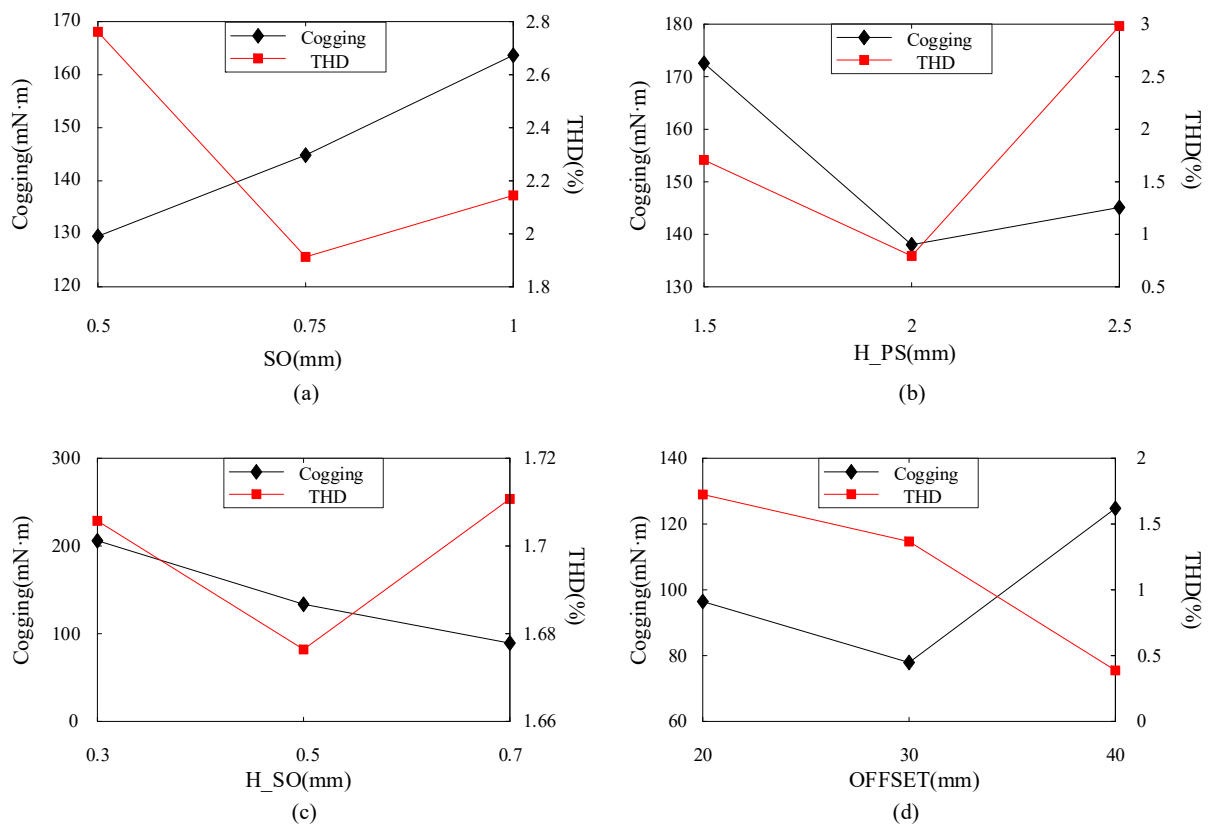 170
160
150
140
130
120
Cogging(mN·m)
Cogging
THD
2.8
2.6
2.4
2.2
2
1.8
THD(%)
0.5 0.75 1
SO(mm)
(a)
180
170
160
150
140
130
Cogging(mN·m)
Cogging
THD
3
2.5
2
1.5
1
0.5
THD(%)
1.5 2 2.5
H_PS(mm)
(b)
300
200
100
0
Cogging(mN·m)
Cogging
THD
1.72
1.7
1.68
1.66
THD(%)
0.3 0.5 0.7
H_SO(mm)
(c)
140
120
100
80
60
Cogging(mN·m)
Cogging
THD
2
1.5
1
0.5
0
THD(%)
20 30 40
OFFSET(mm)
(d)